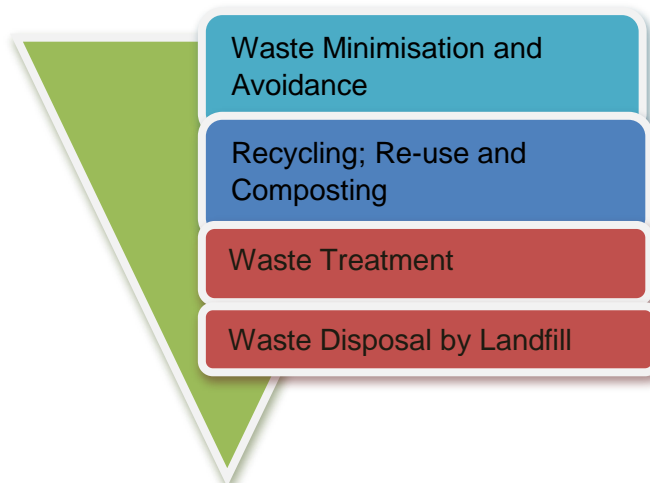 Waste Minimisation and
Avoidance
Recycling; Re-use and
Composting
Waste Treatment
Waste Disposal by Landfill